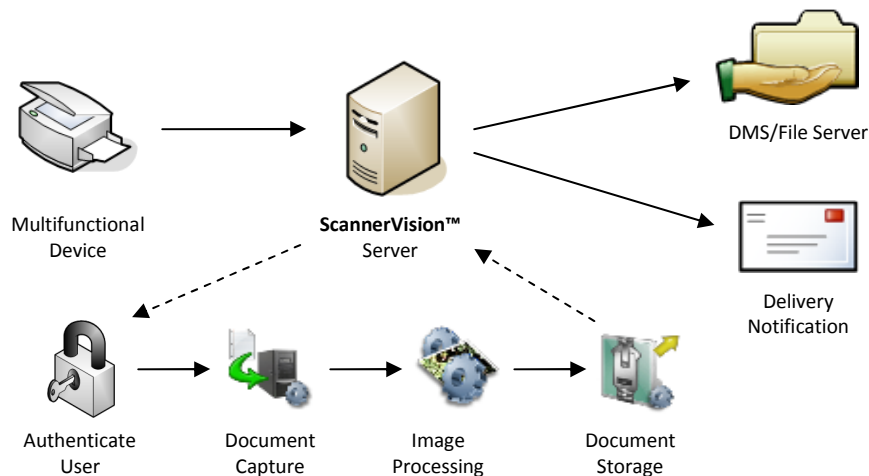 DMS/File Server
Multifunctional
Device
ScannerVision™
Server
Delivery
Notification
Authenticate
User
Document
Capture
Image
Processing
Document
Storage